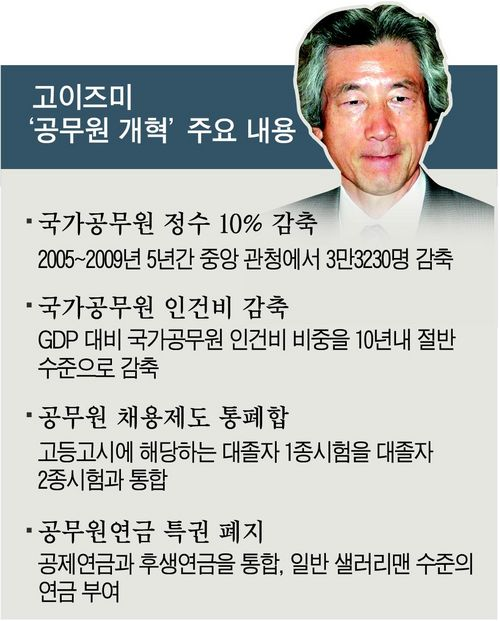 고이즈미
‘공무원 개혁’ 주요 내용
▪국가공무원 정수 10% 감축
2005~2009년 5년간 중앙 관청에서 3만3230명 감축
▪국가공무원 인건비 감축
GDP 대비 국가공무원 인건비 비중을 10년내 절반
수준으로 감축
▪공무원 채용제도 통폐합
고등고시에 해당하는 대졸자 1종시험을 대졸자
2종시험과 통합
▪공무원연금 특권 폐지
공제연금과 후생연금을 통합, 일반 샐러리맨 수준의
연금 부여